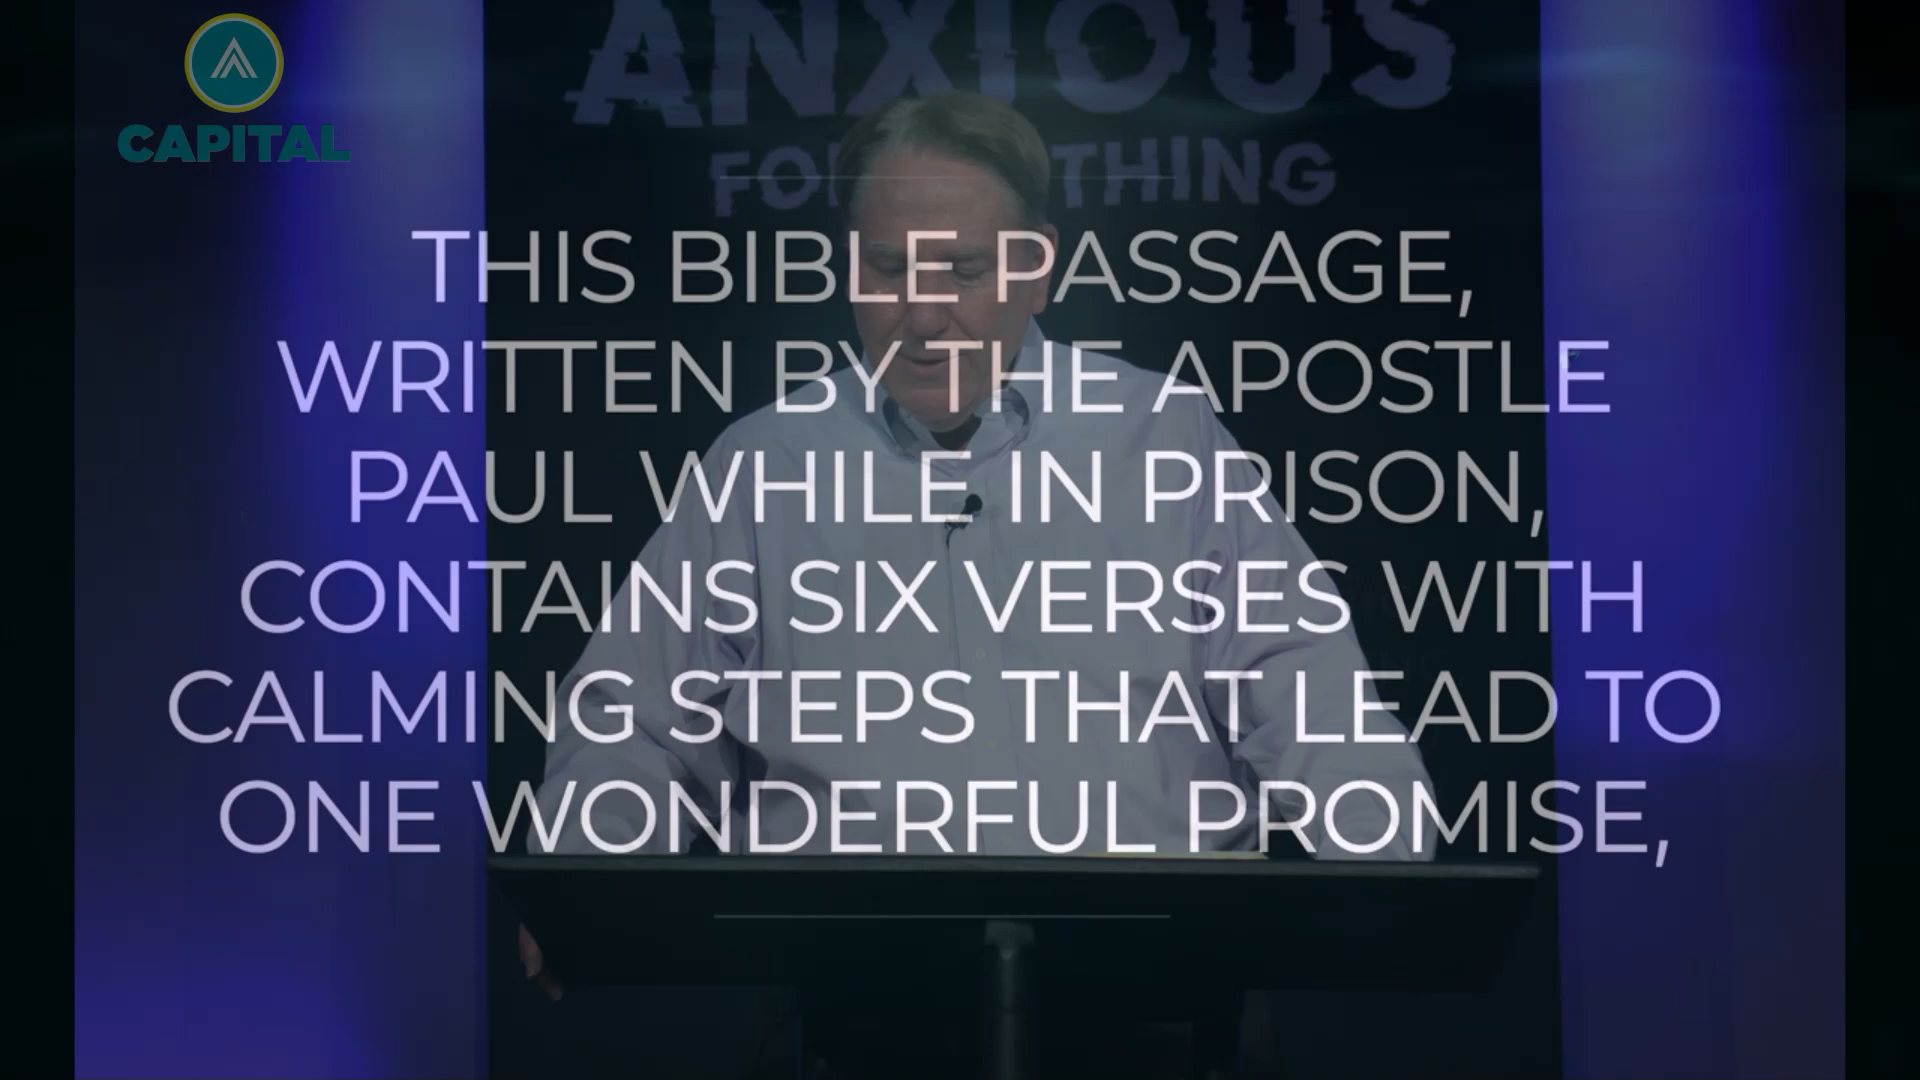 ANXIOUS
CAPITAL
THIS BIBLE PASSAGE,
WRITTEN BY THE APOSTLE
PAUL WHILE IN PRISON,
CONTAINS SIX VERSES WITH
CALMING STEPS THAT LEAD TO
ONE WONDERFUL PROMISE,